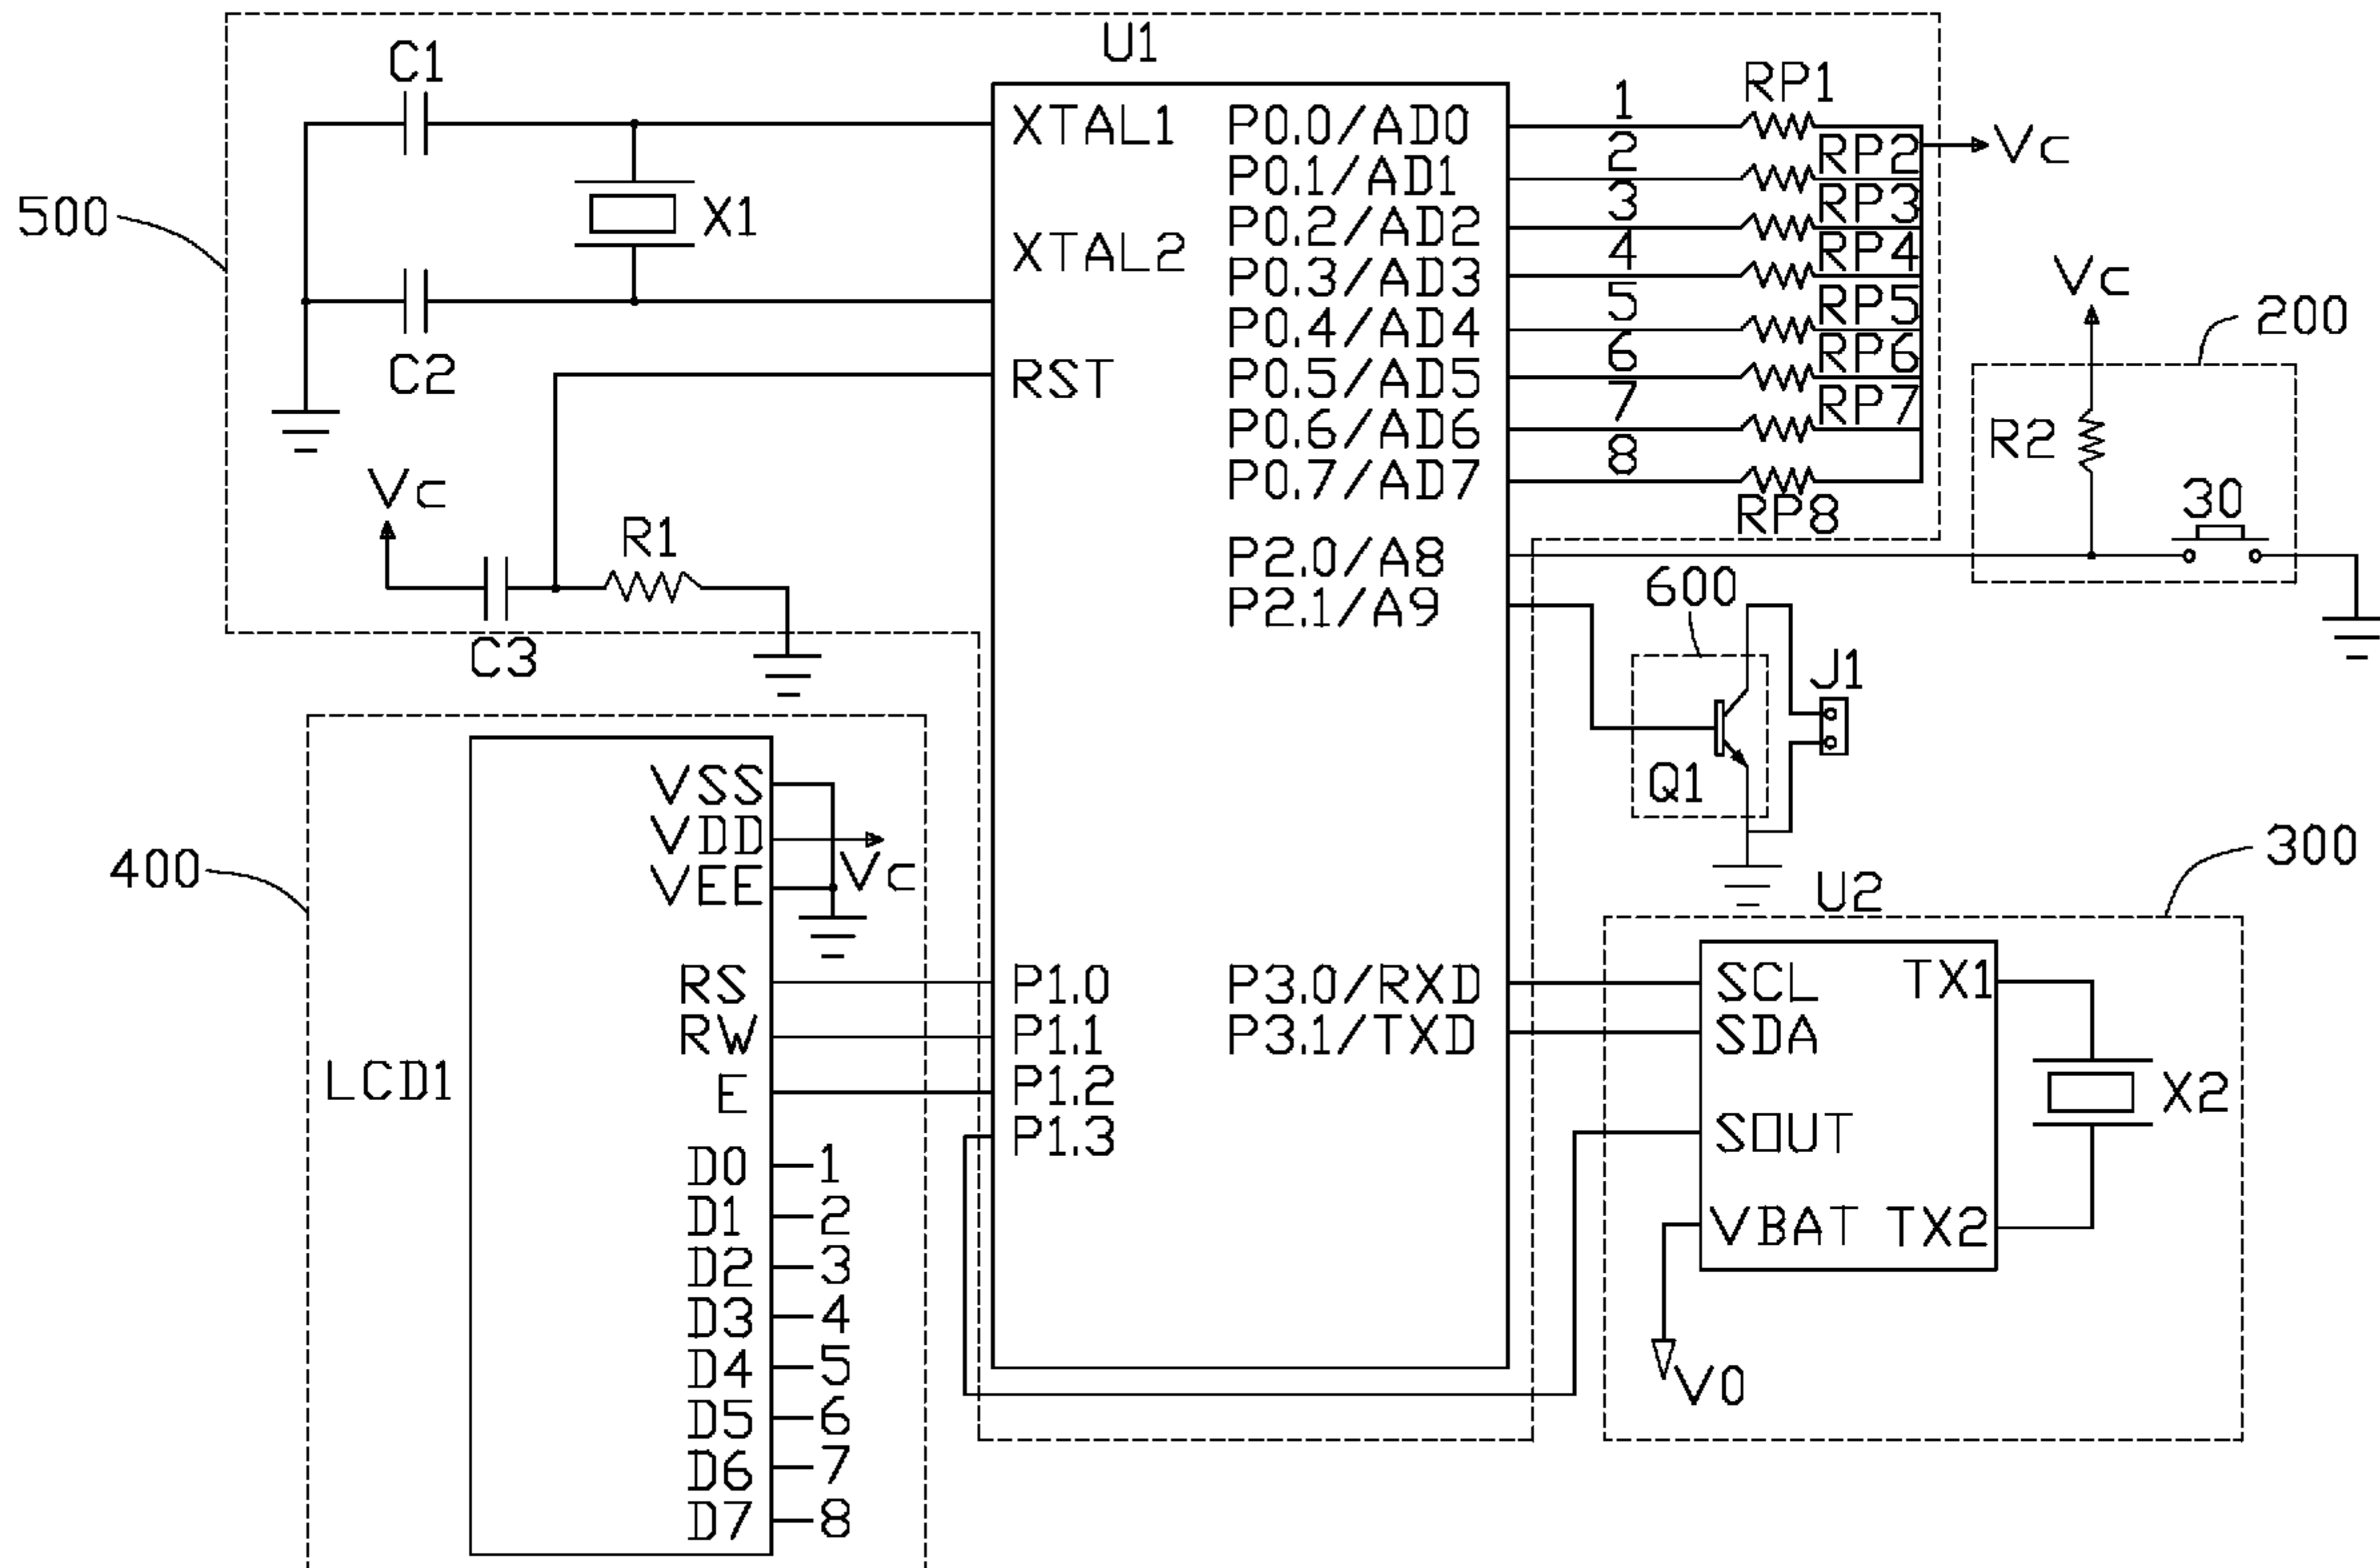 U1
C1
XTAL1
P0.0/AD0
1
RP1
Vc
P0.1/AD1
2
RP2
500
X1
P0.2/AD2
3
RP3
XTAL2
P0.3/AD3
4
RP4
Vc
P0.4/AD4
5
RP5
200
C2
RST
P0.5/AD5
6
RP6
P0.6/AD6
7
RP7
R2
Vc
P0.7/AD7
8
RP8
30
R1
P2.0/A8
P2.1/A9
600
C3
J1
Q1
VSS
VDD
Vc
VEE
400
300
U2
RS
P1.0
P3.0/RXD
SCL
TX1
RW
P1.1
P3.1/TXD
SDA
LCD1
E
P1.2
X2
P1.3
SOUT
D0
1
D1
2
VBAT
TX2
D2
3
D3
4
D4
5
V0
D5
6
D6
7
D7
8